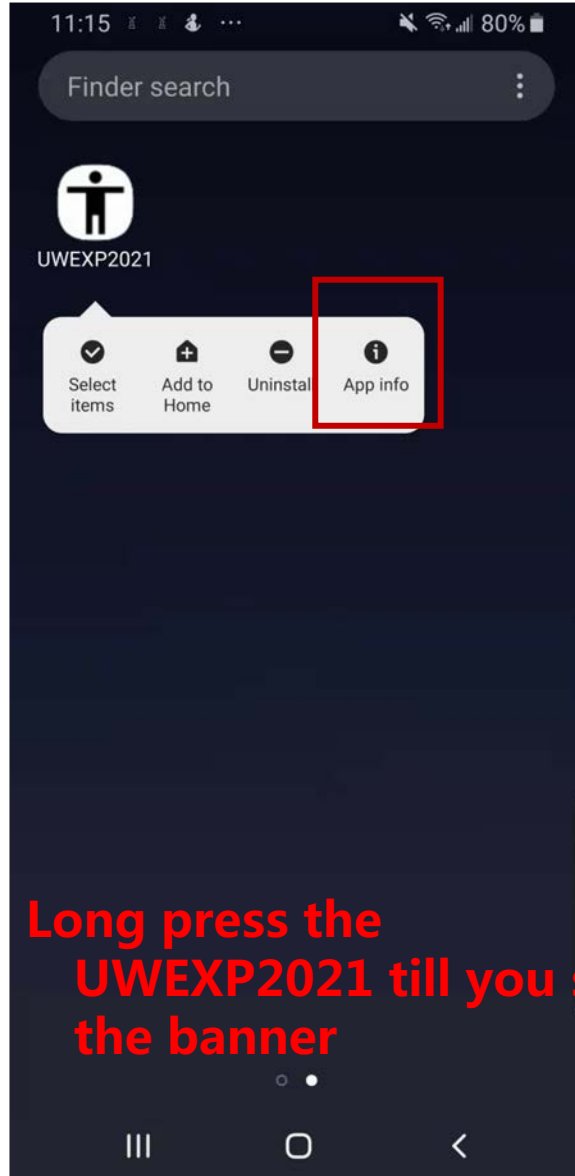 11:15
80%
Finder search
UWEXP2021
Select
items
Add to
Home
Uninstal
App info
Long press the
UWEXP2021 till you s
the banner